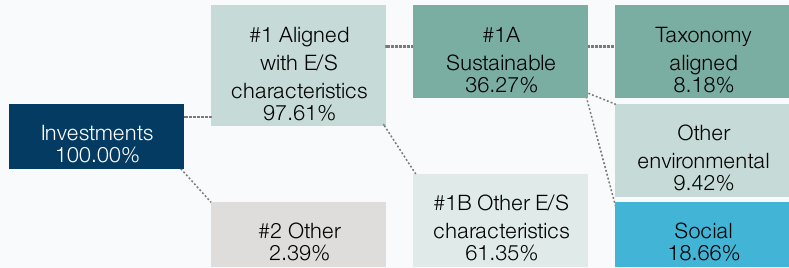 Investments
100.00%
#1 Aligned
with E/S
characteristics
97.61%
#2 Other
2.39%
#1A
Sustainable
36.27%
#1B Other E/S
characteristics
61.35%
Taxonomy
aligned
8.18%
Other
environmental
9.42%
Social
18.66%